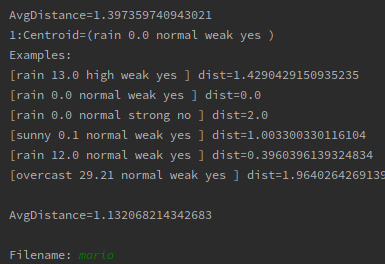 AvgDistance=1.397359740943021
1:Centroid=(rain 0.0 normal weak yes )
Examples:
[rain 13.0 high weak yes ] dist=1.4290429150935235
[rain 0.0 normal weak yes ] dist=0.0
[rain 0.0 normal strong no ] dist=2.0
[sunny 0.1 normal weak yes ] dist=1.003300330116104
[rain 12.0 normal weak yes ] dist=0.3960396139324834
[overcast 29.21 normal weak yes ] dist=1.9640264269139
AvgDistance=1.132068214342683
Filename: mario